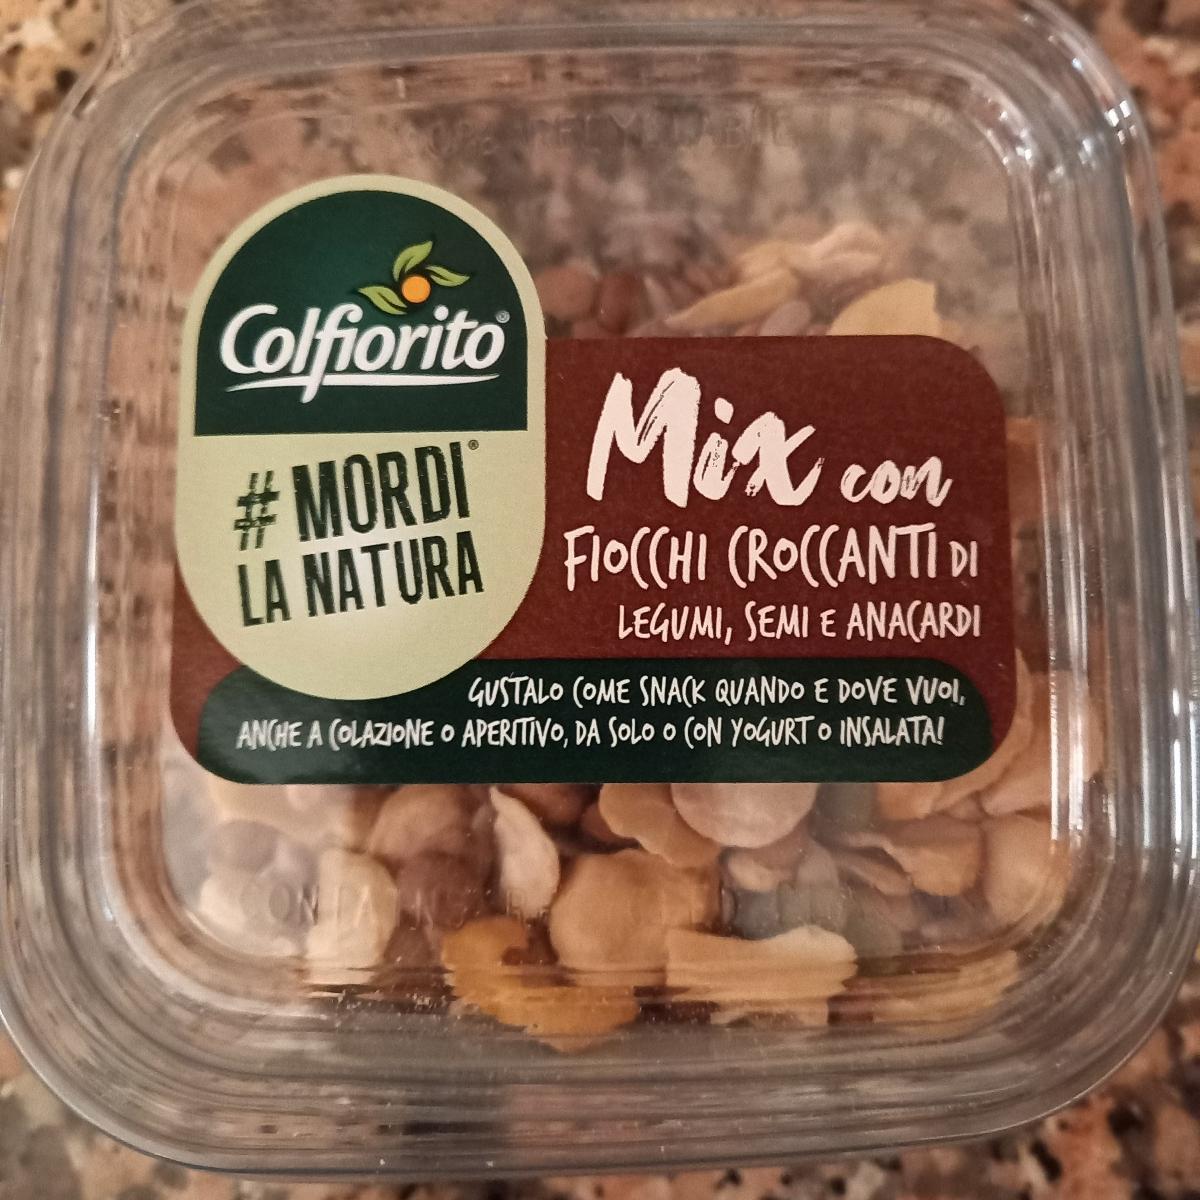 Colfiorito®
# MORDI®
LA NATURA
Mix con
FIOCCHI CROCCANTI DI
LEGUMI, SEMI E ANACARDI
GUSTALO COME SNACK QUANDO E DOVE VUOI,
ANCHE A COLAZIONE O APERITIVO, DA SOLO O CON YOGURT O INSALATA!